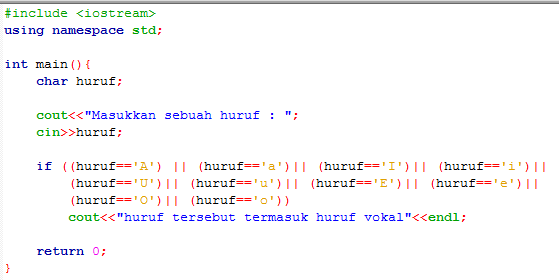 #include <iostream>
using namespace std;
int main(){
char huruf;
cout<<"Masukkan sebuah huruf : ";
cin>>huruf;
if ((huruf=='A') || (huruf=='a')|| (huruf=='I')|| (huruf=='i')||
(huruf=='U')|| (huruf=='u')|| (huruf=='E')|| (huruf=='e')||
(huruf=='O')|| (huruf=='o'))
cout<<"huruf tersebut termasuk huruf vokal"<<endl;
return 0;
}